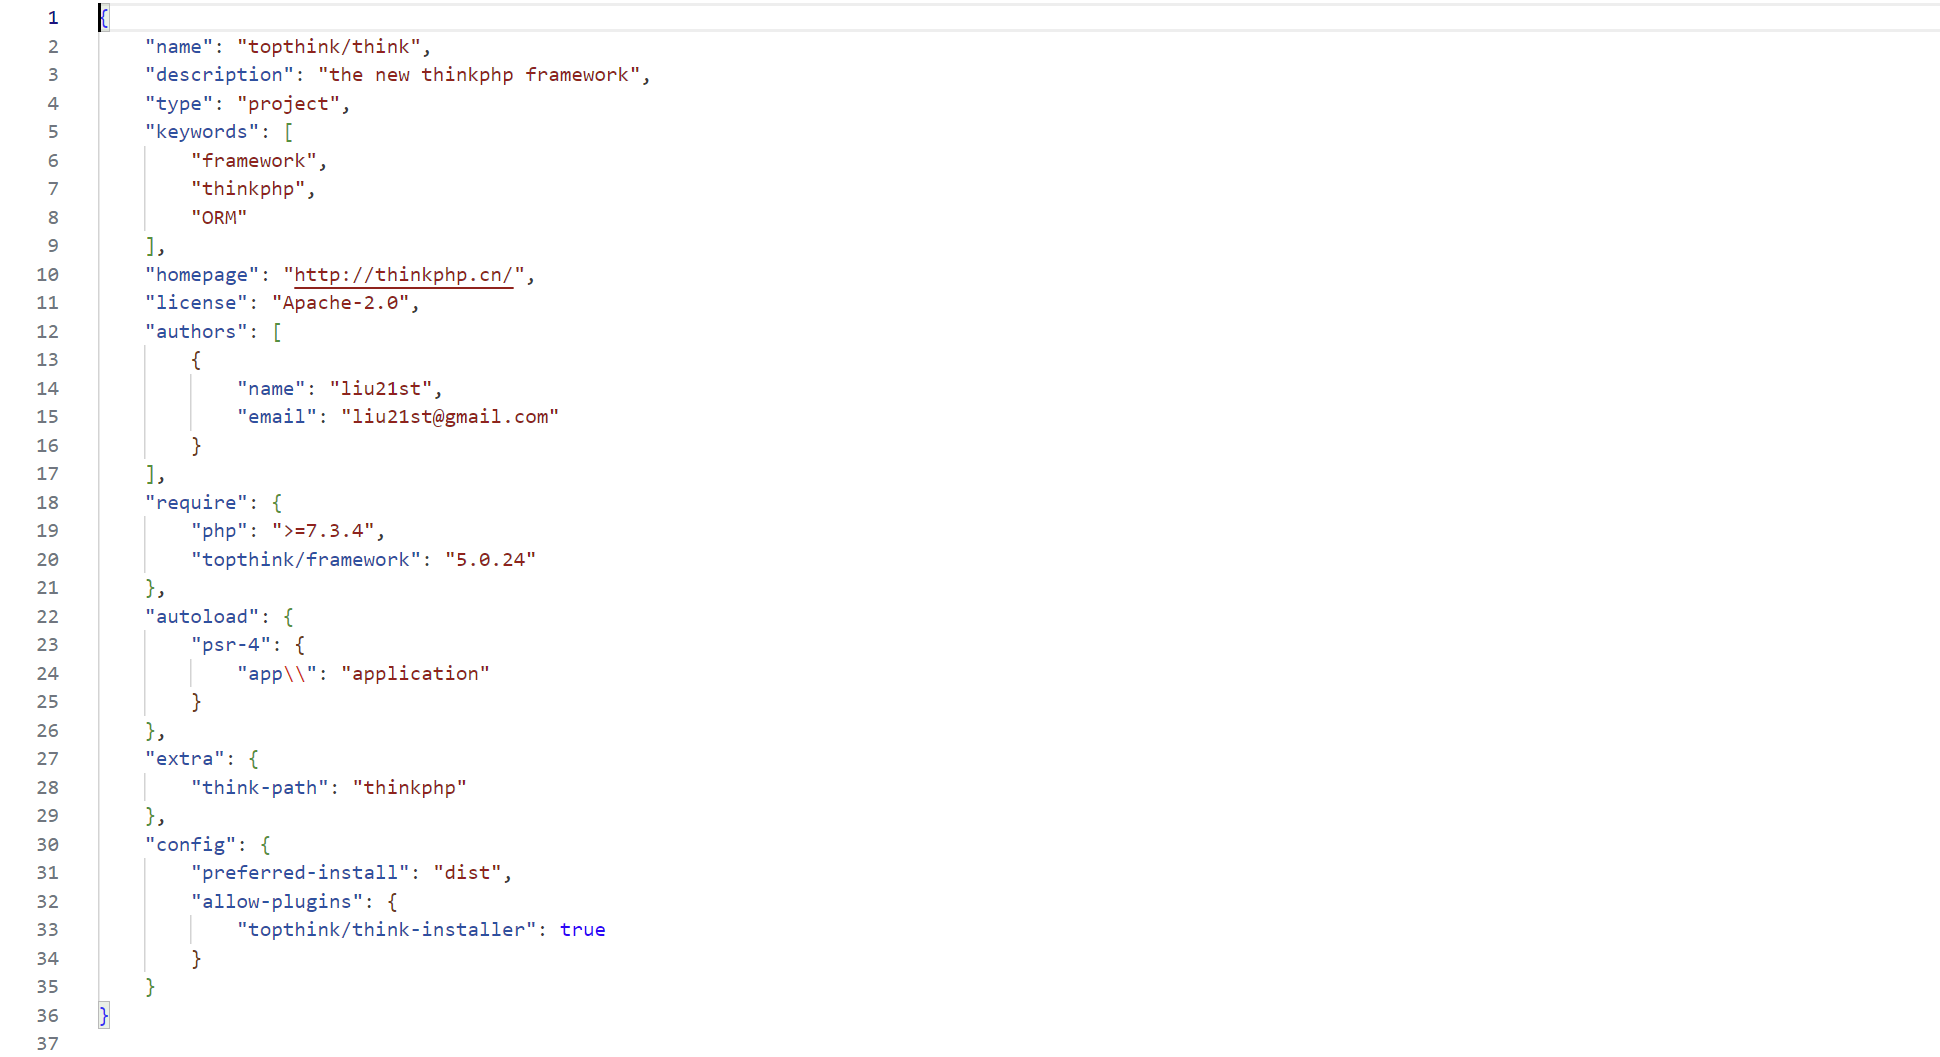 1 {
2     "name": "topthink/think",
3     "description": "the new thinkphp framework",
4     "type": "project",
5     "keywords": [
6         "framework",
7         "thinkphp",
8         "ORM"
9     ],
10     "homepage": "http://thinkphp.cn/",
11     "license": "Apache-2.0",
12     "authors": [
13         {
14             "name": "liu21st",
15             "email": "liu21st@gmail.com"
16         }
17     ],
18     "require": {
19         "php": ">=7.3.4",
20         "topthink/framework": "5.0.24"
21     },
22     "autoload": {
23         "psr-4": {
24             "app\\": "application"
25         }
26     },
27     "extra": {
28         "think-path": "thinkphp"
29     },
30     "config": {
31         "preferred-install": "dist",
32         "allow-plugins": {
33             "topthink/think-installer": true
34         }
35     }
36 }
37